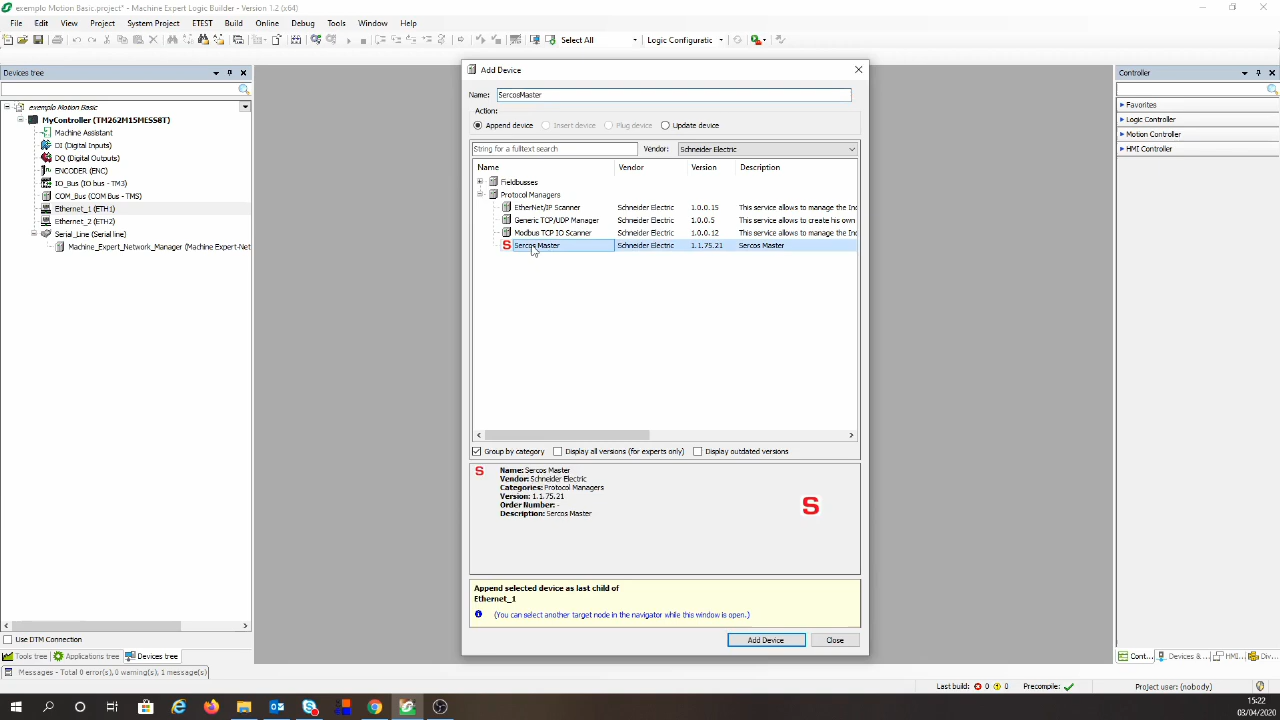 exemplo Motion Basic.project* - Machine Expert Logic Builder - Version 1.2 (x64)
File Edit View Project System Project ETEST Build Online Debug Tools Window Help
Select All
Logic Configuratic
Devices tree
exemplo Motion Basic
MyController (TM262M15MESS8T)
Machine Assistant
DI (Digital Inputs)
DQ (Digital Outputs)
ENCODER (ENC)
IO_Bus (IO bus - TM3)
COM_Bus (COM Bus - TMS)
Ethernet_1 (ETH1)
Ethernet_2 (ETH2)
Serial_Line (Serial line)
Machine_Expert_Network_Manager (Machine Expert-Net
Use DTM Connection
Tools tree Applications tree Devices tree
Messages - Total 0 error(s), 0 warning(s), 1 message(s)
Add Device
Name: SercosMaster
Action:
Append device Insert device Plug device Update device
String for a fulltext search Vendor: Schneider Electric
Name Vendor Version Description
Fieldbusses
Protocol Managers
EtherNet/IP Scanner Schneider Electric 1.0.0.15 This service allows to manage the Inc
Generic TCP/UDP Manager Schneider Electric 1.0.0.5 This service allows to create his own
Modbus TCP IO Scanner Schneider Electric 1.0.0.12 This service allows to manage the Inc
S Sercos Master Schneider Electric 1.1.75.21 Sercos Master
Group by category Display all versions (for experts only) Display outdated versions
S
Name: Sercos Master
Vendor: Schneider Electric
Categories: Protocol Managers
Version: 1.1.75.21
Order Number: -
Description: Sercos Master
S
Append selected device as last child of
Ethernet_1
(You can select another target node in the navigator while this window is open.)
Add Device Close
Controller
Favorites
Logic Controller
Motion Controller
HMI Controller
Cont... Devices &... HMI... Div...
Last build: 0 0 Precompile: Project user: (nobody)
15:22
03/04/2020